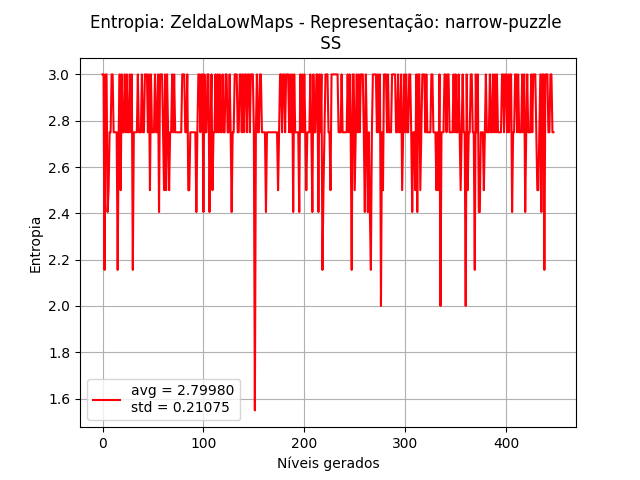 Entropia: ZeldaLowMaps - Representação: narrow-puzzle
SS
3.0
2.8
2.6
2.4
2.2
2.0
1.8
1.6
Entropia
avg = 2.79980
std = 0.21075
0 100 200 300 400
Níveis gerados